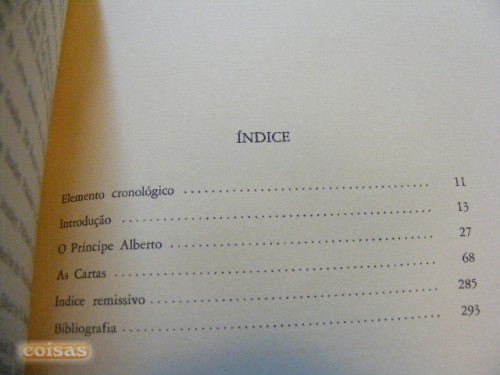 ÍNDICE
Elemento cronológico ........................................ 11
Introdução ........................................ 13
O Príncipe Alberto ........................................ 27
As Cartas ........................................ 68
Índice remissivo ........................................ 285
Bibliografia ........................................ 293
coisas